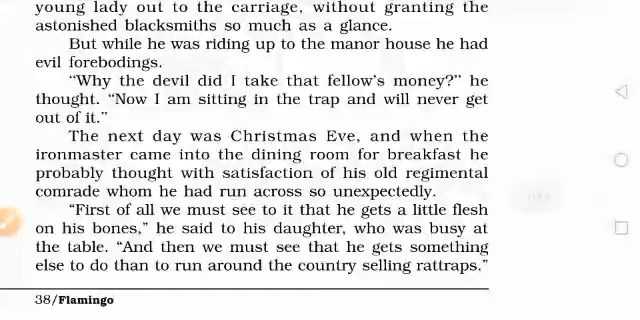 young lady out to the carriage, without granting the
astonished blacksmiths so much as a glance.
But while he was riding up to the manor house he had
evil forebodings.
“Why the devil did I take that fellow’s money?” he
thought. “Now I am sitting in the trap and will never get
out of it.”
The next day was Christmas Eve, and when the
ironmaster came into the dining room for breakfast he
probably thought with satisfaction of his old regimental
comrade whom he had run across so unexpectedly.
“First of all we must see to it that he gets a little flesh
on his bones,” he said to his daughter, who was busy at
the table. “And then we must see that he gets something
else to do than to run around the country selling rattraps.”
38/Flamingo